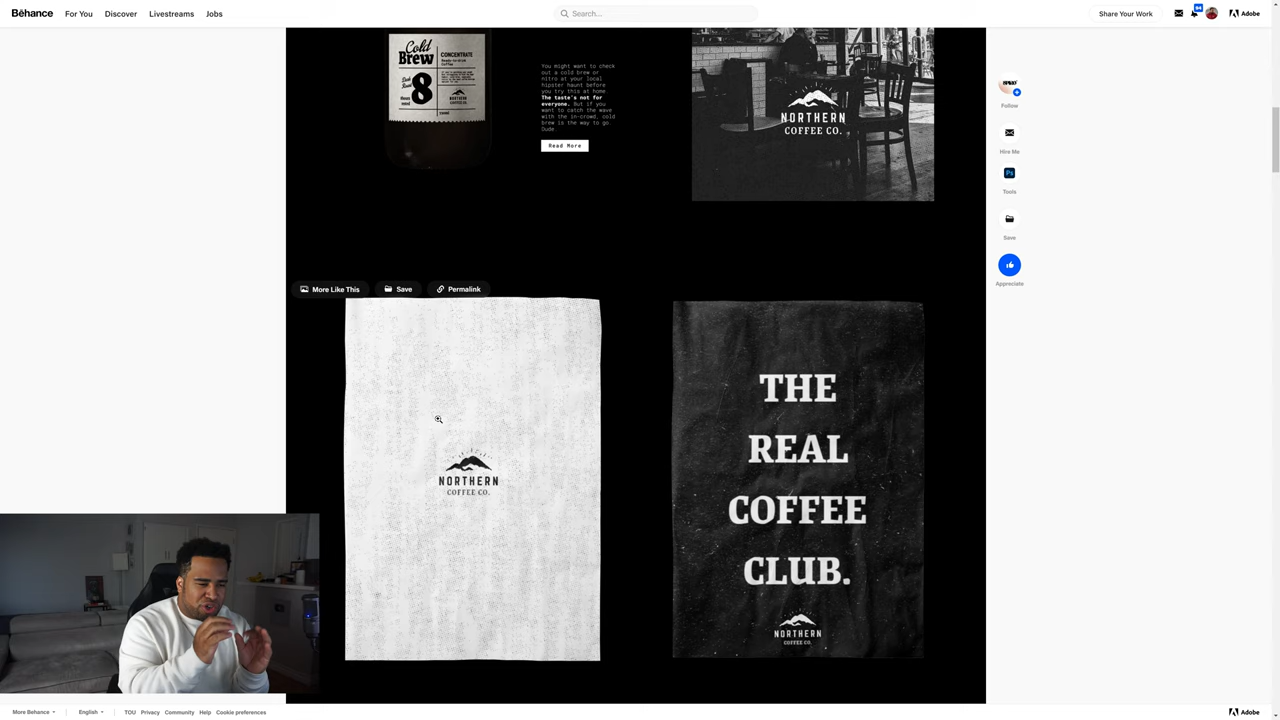 Bēhance
For You
Discover
Livestreams
Jobs
Search...
Share Your Work
94
Adobe
Cold
Brew
CONCENTRATE
8
You might want to check
out a cold brew or
nitro at your local
hipster haunt before
you try this at home.
The taste's not for
everyone. But if you
want to catch the wave
with the in-crowd, cold
brew is the way to go.
Dude.
Read More
NORTHERN
COFFEE CO.
Follow
Hire Me
Ps
Tools
Save
Appreciate
More Like This
Save
Permalink
NORTHERN
COFFEE CO.
THE
REAL
COFFEE
CLUB.
NORTHERN
COFFEE CO.
More Behance
English
TOU
Privacy
Community
Help
Cookie preferences
Adobe